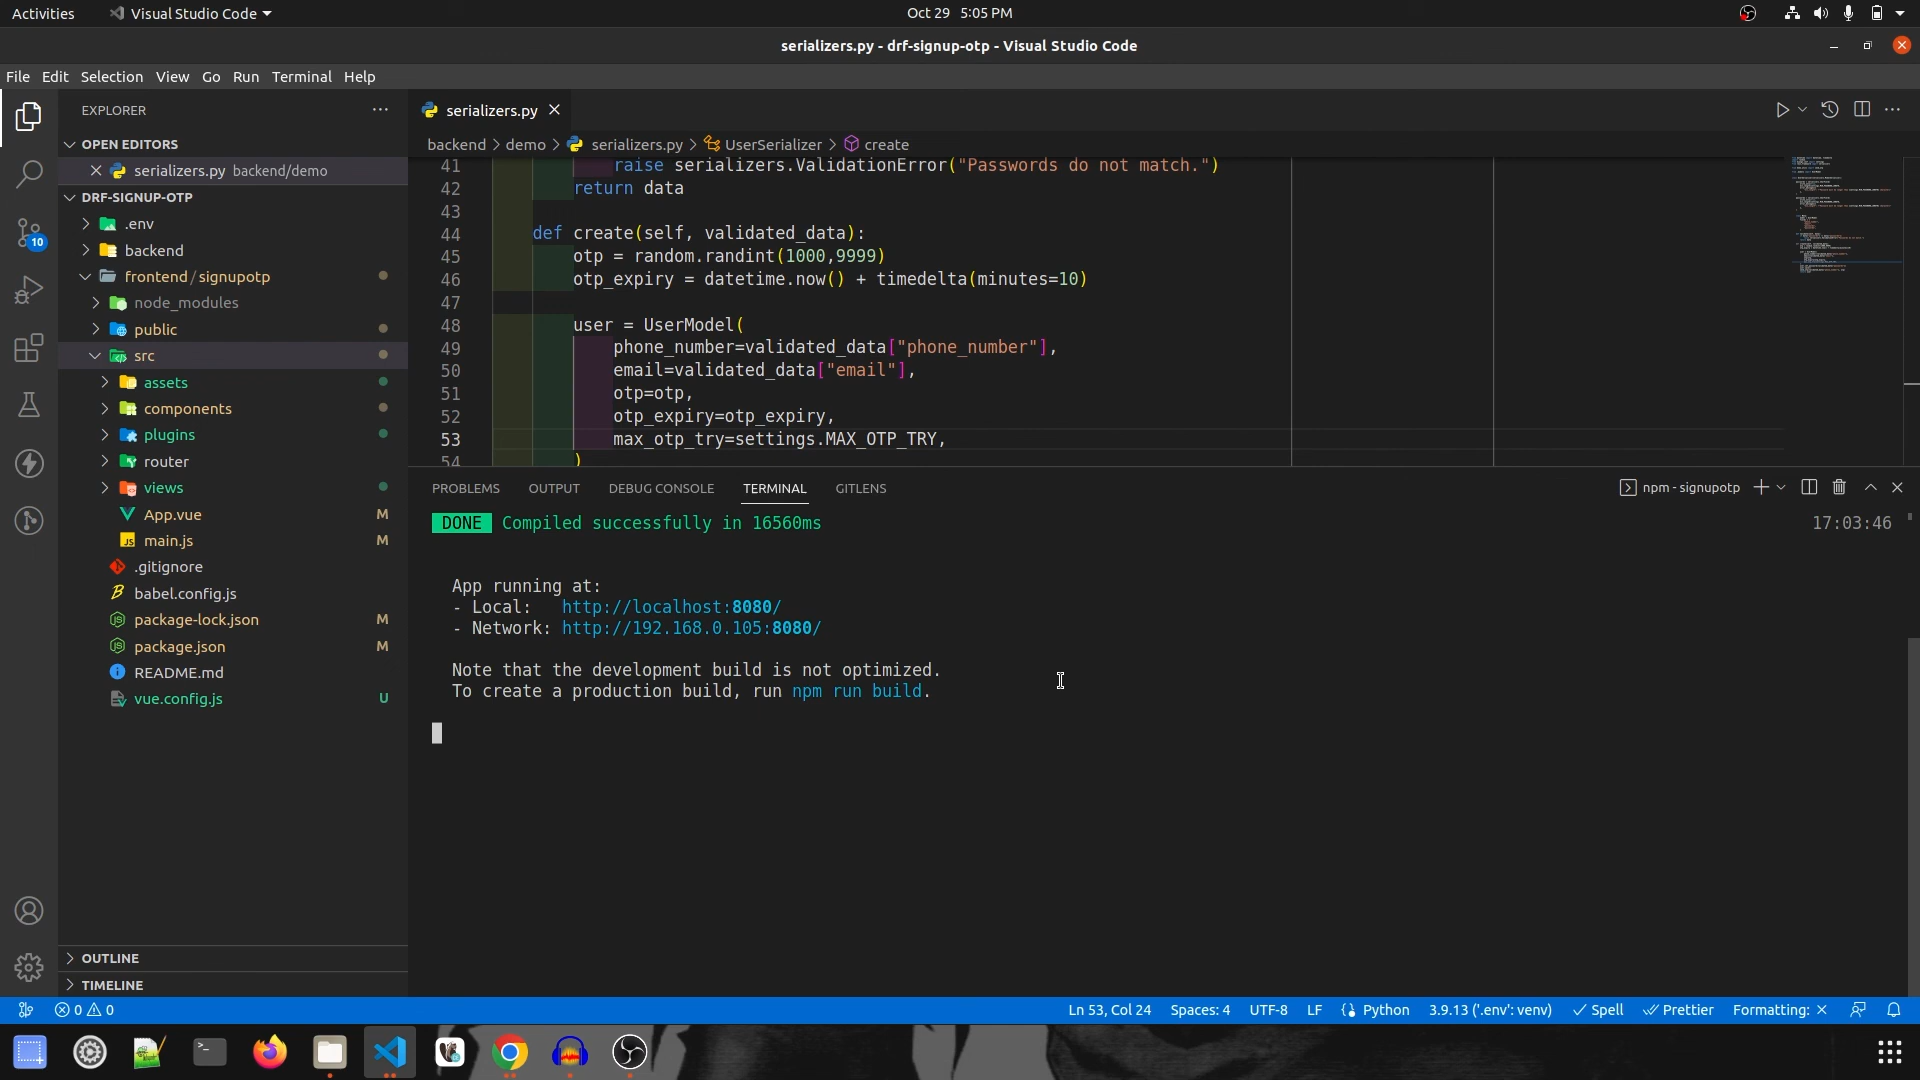 Activities
Visual Studio Code
Oct 29 5:05 PM
serializers.py - drf-signup-otp - Visual Studio Code
File Edit Selection View Go Run Terminal Help
EXPLORER
OPEN EDITORS
serializers.py backend/demo
DRF-SIGNUP-OTP
.env
backend
frontend / signupotp
node_modules
public
src
assets
components
plugins
router
views
App.vue M
main.js M
.gitignore
babel.config.js
package-lock.json M
package.json M
README.md
vue.config.js U
OUTLINE
TIMELINE
10
serializers.py
backend > demo > serializers.py > UserSerializer > create
41 raise serializers.ValidationError("Passwords do not match.")
42 return data
43
44 def create(self, validated_data):
45 otp = random.randint(1000,9999)
46 otp_expiry = datetime.now() + timedelta(minutes=10)
47
48 user = UserModel(
49 phone_number=validated_data["phone_number"],
50 email=validated_data["email"],
51 otp=otp,
52 otp_expiry=otp_expiry,
53 max_otp_try=settings.MAX_OTP_TRY,
54 )
PROBLEMS OUTPUT DEBUG CONSOLE TERMINAL GITLENS
npm - signupotp
DONE Compiled successfully in 16560ms 17:03:46
App running at:
- Local: http://localhost:8080/
- Network: http://192.168.0.105:8080/
Note that the development build is not optimized.
To create a production build, run npm run build.
0 0
Ln 53, Col 24 Spaces: 4 UTF-8 LF Python 3.9.13 ('.env': venv) Spell Prettier Formatting: ×